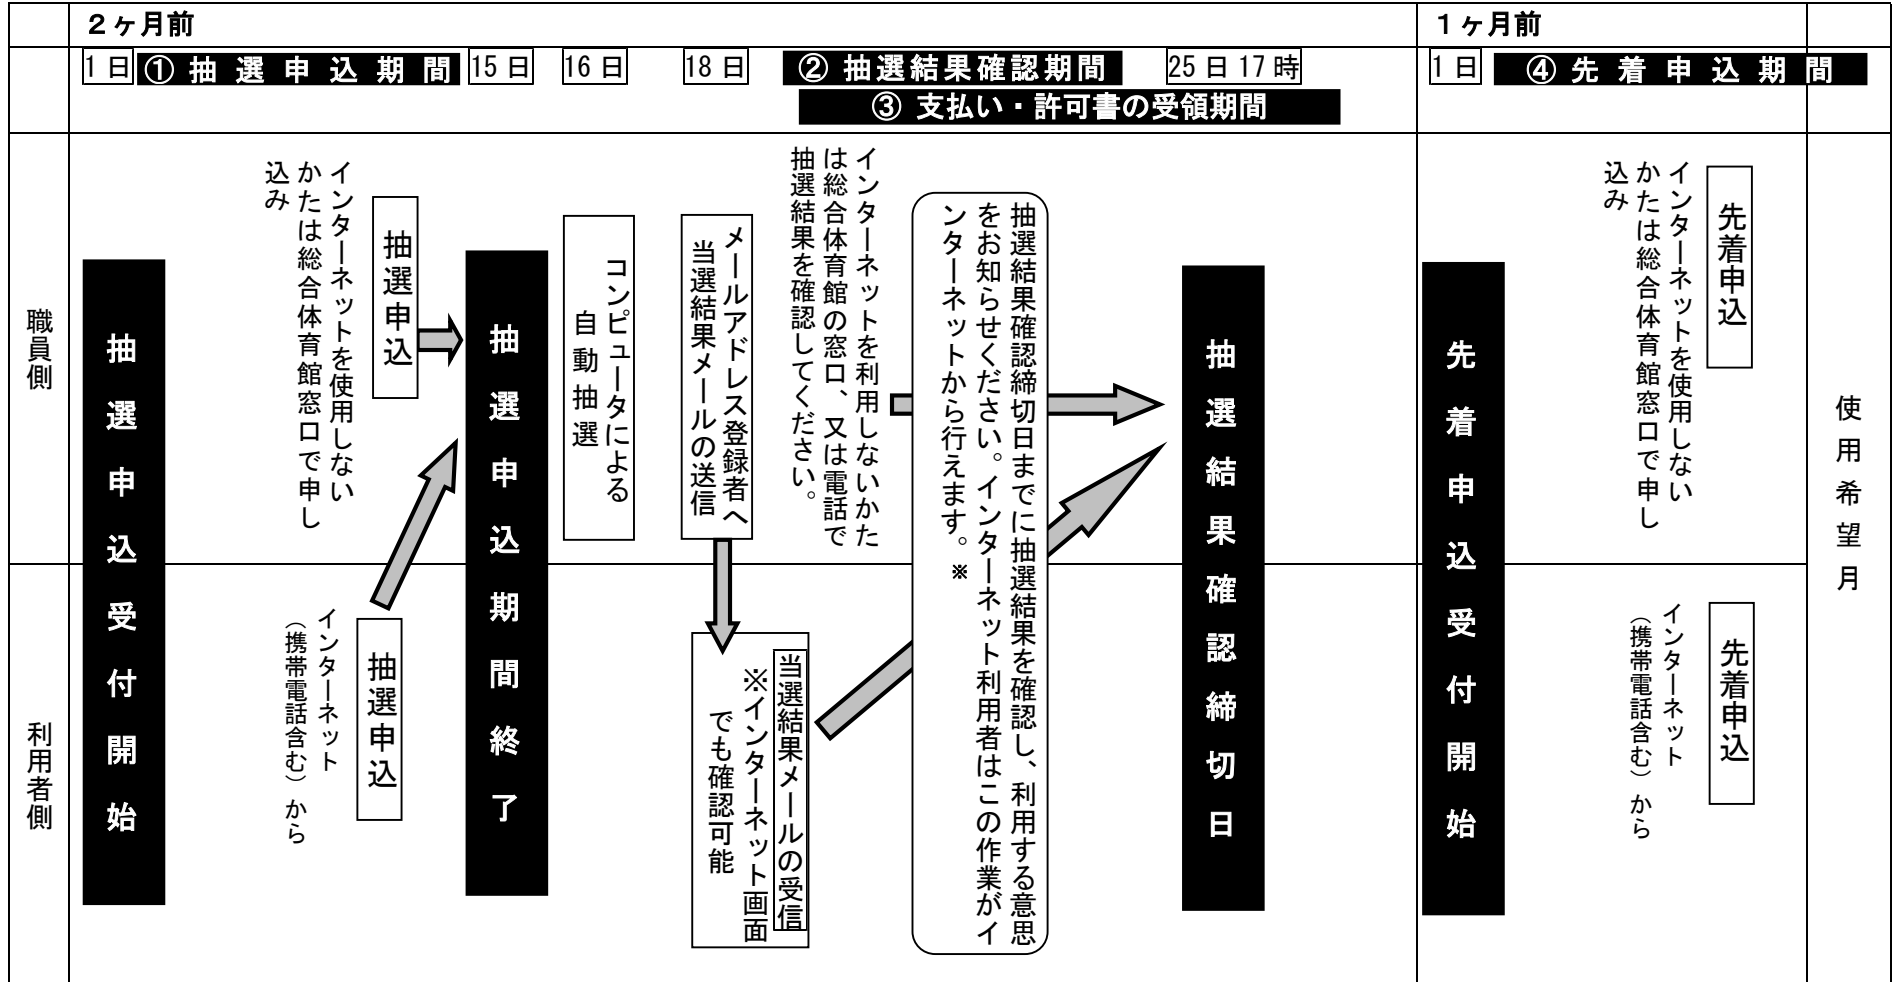 ２ヶ月前
１ヶ月前
1日
① 抽選申込期間
15日
16日
18日
② 抽選結果確認期間
25日17時
1日
④ 先着申込期間
③ 支払い・許可書の受領期間
職員側
利用者側
抽選申込受付開始
抽選申込
インターネットを使用しない
かたは総合体育館窓口で申し
込み
抽選申込
インターネット
（携帯電話含む）から
抽選申込期間終了
コンピュータによる
自動抽選
メールアドレス登録者へ
当選結果メールの送信
当選結果メールの受信
※インターネット画面
でも確認可能
インターネットを利用しないかた
は総合体育館の窓口、又は電話で
抽選結果を確認してください。
抽選結果確認締切日までに抽選結果を確認し、利用する意思
をお知らせください。インターネット利用者はこの作業がイ
ンターネットから行えます。※
抽選結果確認締切日
先着申込受付開始
先着申込
インターネットを使用しない
かたは総合体育館窓口で申し
込み
先着申込
インターネット
（携帯電話含む）から
使用希望月